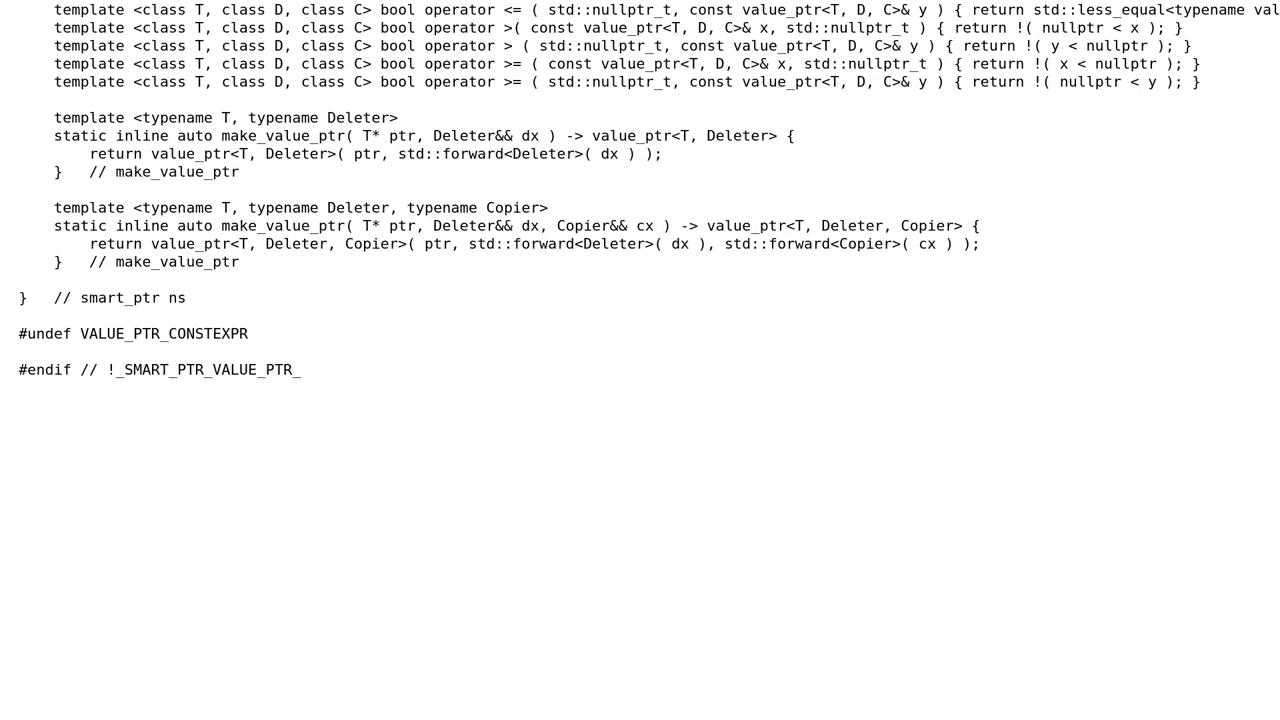 template <class T, class D, class C> bool operator <= ( std::nullptr_t, const value_ptr<T, D, C>& y ) { return std::less_equal<typename val
template <class T, class D, class C> bool operator >( const value_ptr<T, D, C>& x, std::nullptr_t ) { return !( nullptr < x ); }
template <class T, class D, class C> bool operator > ( std::nullptr_t, const value_ptr<T, D, C>& y ) { return !( y < nullptr ); }
template <class T, class D, class C> bool operator >= ( const value_ptr<T, D, C>& x, std::nullptr_t ) { return !( x < nullptr ); }
template <class T, class D, class C> bool operator >= ( std::nullptr_t, const value_ptr<T, D, C>& y ) { return !( nullptr < y ); }
template <typename T, typename Deleter>
static inline auto make_value_ptr( T* ptr, Deleter&& dx ) -> value_ptr<T, Deleter> {
return value_ptr<T, Deleter>( ptr, std::forward<Deleter>( dx ) );
}   // make_value_ptr
template <typename T, typename Deleter, typename Copier>
static inline auto make_value_ptr( T* ptr, Deleter&& dx, Copier&& cx ) -> value_ptr<T, Deleter, Copier> {
return value_ptr<T, Deleter, Copier>( ptr, std::forward<Deleter>( dx ), std::forward<Copier>( cx ) );
}   // make_value_ptr
}   // smart_ptr ns
#undef VALUE_PTR_CONSTEXPR
#endif // !_SMART_PTR_VALUE_PTR_